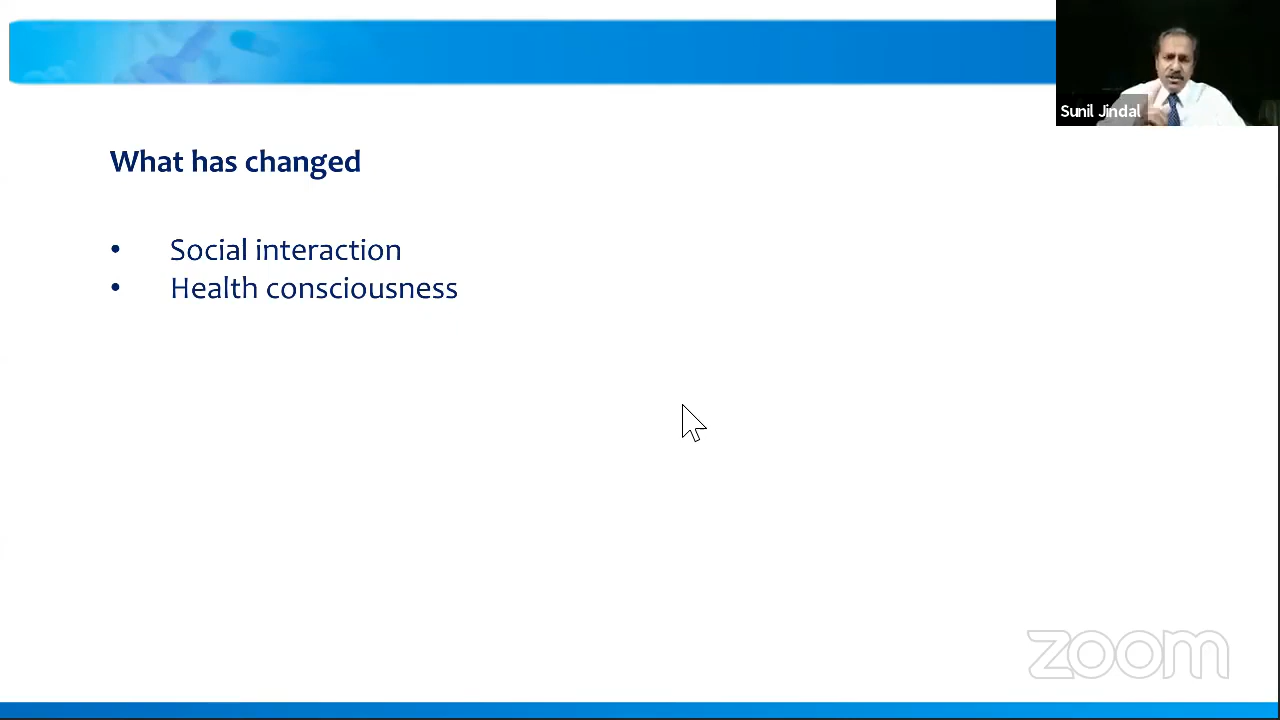 Sunil Jindal
What has changed
• Social interaction
• Health consciousness
zoom